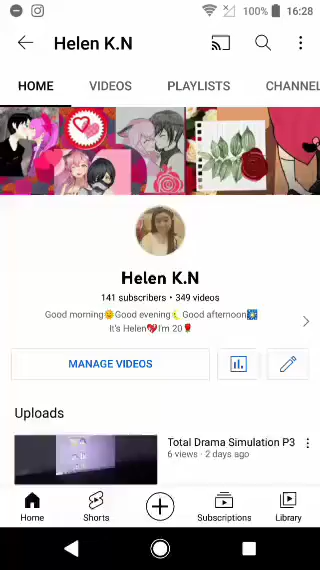 100% 16:28
Helen K.N
HOME VIDEOS PLAYLISTS CHANNEL
Helen K.N
141 subscribers • 349 videos
Good morning🌞Good evening🌜Good afternoon🎆
It's Helen💖I'm 20🌹
MANAGE VIDEOS
Uploads
Total Drama Simulation P3
6 views · 2 days ago
Home Shorts Subscriptions Library